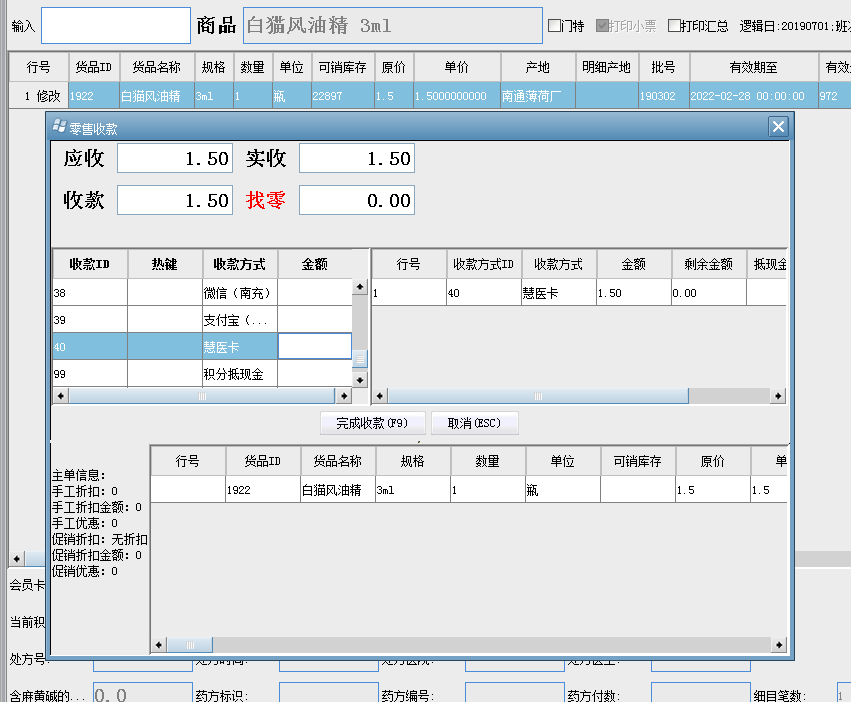 输入 商品 白猫风油精 3ml 门特 打印小票 打印汇总 逻辑日:20190701;班
行号 货品ID 货品名称 规格 数量 单位 可销库存 原价 单价 产地 明细产地 批号 有效期至 有效
1 修改 1922 白猫风油精 3ml 1 瓶 22897 1.5 1.5000000000 南通薄荷厂 190302 2022-02-28 00:00:00 972
零售收款
应收 1.50 实收 1.50
收款 1.50 找零 0.00
收款ID 热键 收款方式 金额
38 微信（南充）
39 支付宝（...
40 慧医卡
99 积分抵现金
行号 收款方式ID 收款方式 金额 剩余金额 抵现金
1 40 慧医卡 1.50 0.00
完成收款(F9) 取消(ESC)
主单信息:
手工折扣: 0
手工折扣金额: 0
手工优惠: 0
促销折扣: 无折扣
促销折扣金额: 0
促销优惠: 0
行号 货品ID 货品名称 规格 数量 单位 可销库存 原价 单
1922 白猫风油精 3ml 1 瓶 1.5 1.5
会员卡
当前积
处方号: 处方时间: 处方医院: 处方医生:
含麻黄碱的... 0.0 药方标识: 药方编号: 药方付数: 细目笔数: 1